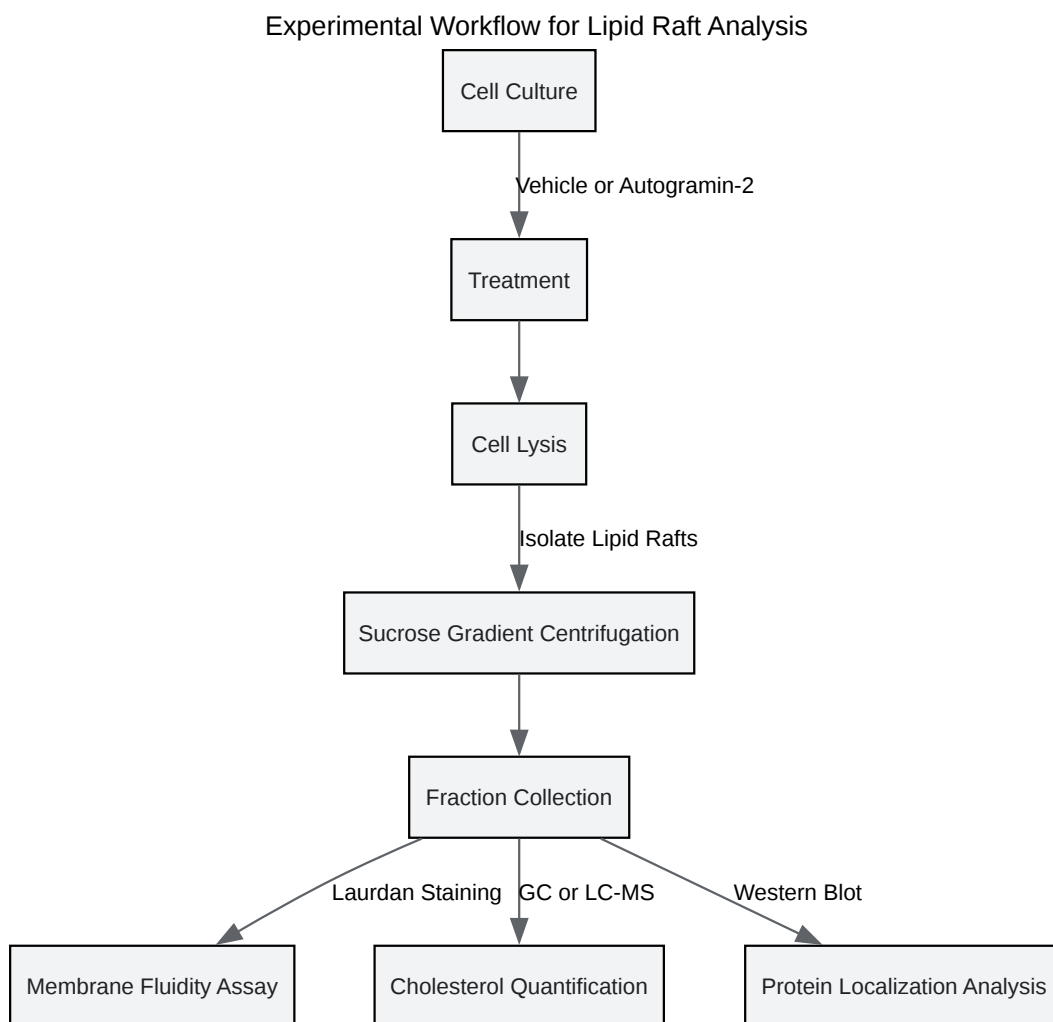 Experimental Workflow for Lipid Raft Analysis
Cell Culture
Vehicle or Autogramin-2
Treatment
Cell Lysis
Isolate Lipid Rafts
Sucrose Gradient Centrifugation
Fraction Collection
Laurdan Staining
GC or LC-MS
Western Blot
Membrane Fluidity Assay
Cholesterol Quantification
Protein Localization Analysis